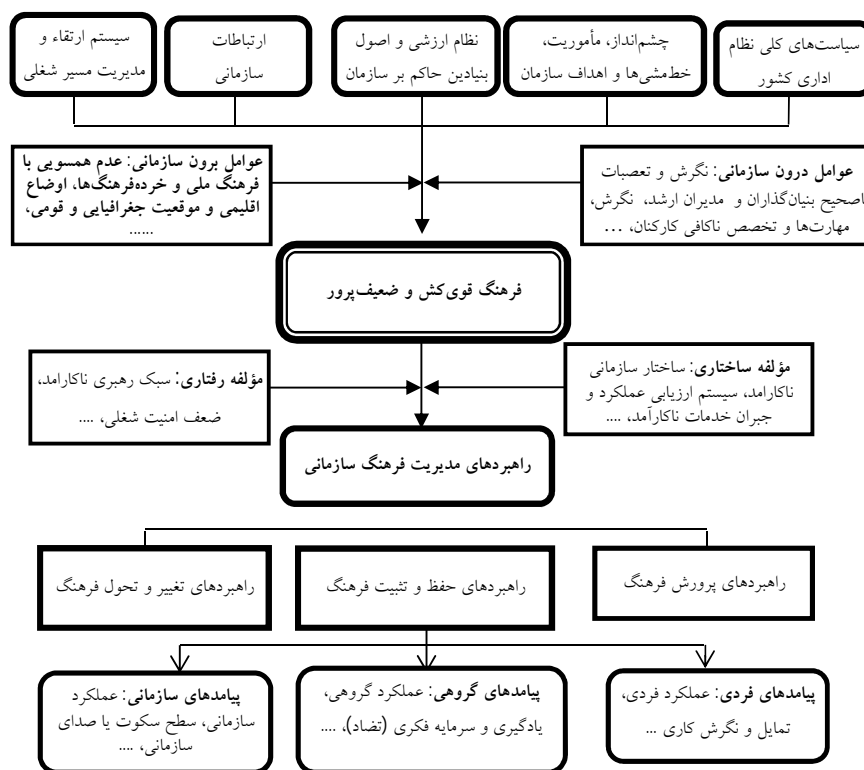 سیاست‌های کلی نظام
اداری کشور
چشم‌انداز، مأموریت،
خط‌مشی‌ها و اهداف سازمان
نظام ارزشی و اصول
بنیادین حاکم بر سازمان
ارتباطات
سازمانی
سیستم ارتقاء و
مدیریت مسیر شغلی
عوامل درون سازمانی: نگرش و تعصبات
ناصحیح بنیان‌گذاران و مدیران ارشد، نگرش،
مهارت‌ها و تخصص ناکافی کارکنان، ...
عوامل برون سازمانی: عدم همسویی با
فرهنگ ملی و خرده‌فرهنگ‌ها، اوضاع
اقلیمی و موقعیت جغرافیایی و قومی،
......
فرهنگ قوی‌کش و ضعیف‌پرور
مؤلفه ساختاری: ساختار سازمانی
ناکارامد، سیستم ارزیابی عملکرد و
جبران خدمات ناکارآمد، ....
مؤلفه رفتاری: سبک رهبری ناکارامد،
ضعف امنیت شغلی، ....
راهبردهای مدیریت فرهنگ سازمانی
راهبردهای پرورش فرهنگ
راهبردهای حفظ و تثبیت فرهنگ
راهبردهای تغییر و تحول فرهنگ
پیامدهای فردی: عملکرد فردی،
تمایل و نگرش کاری ...
پیامدهای گروهی: عملکرد گروهی،
یادگیری و سرمایه فکری (تضاد)، ....
پیامدهای سازمانی: عملکرد
سازمانی، سطح سکوت یا صدای
سازمانی، ....